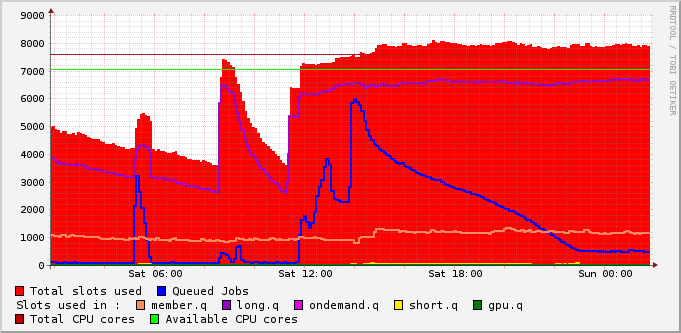 RRDTOOL / TOBI OETIKER
9000
8000
7000
6000
5000
4000
3000
2000
1000
0
Sat 06:00 Sat 12:00 Sat 18:00 Sun 00:00
Total slots used Queued Jobs
Slots used in : member.q long.q ondemand.q short.q gpu.q
Total CPU cores Available CPU cores